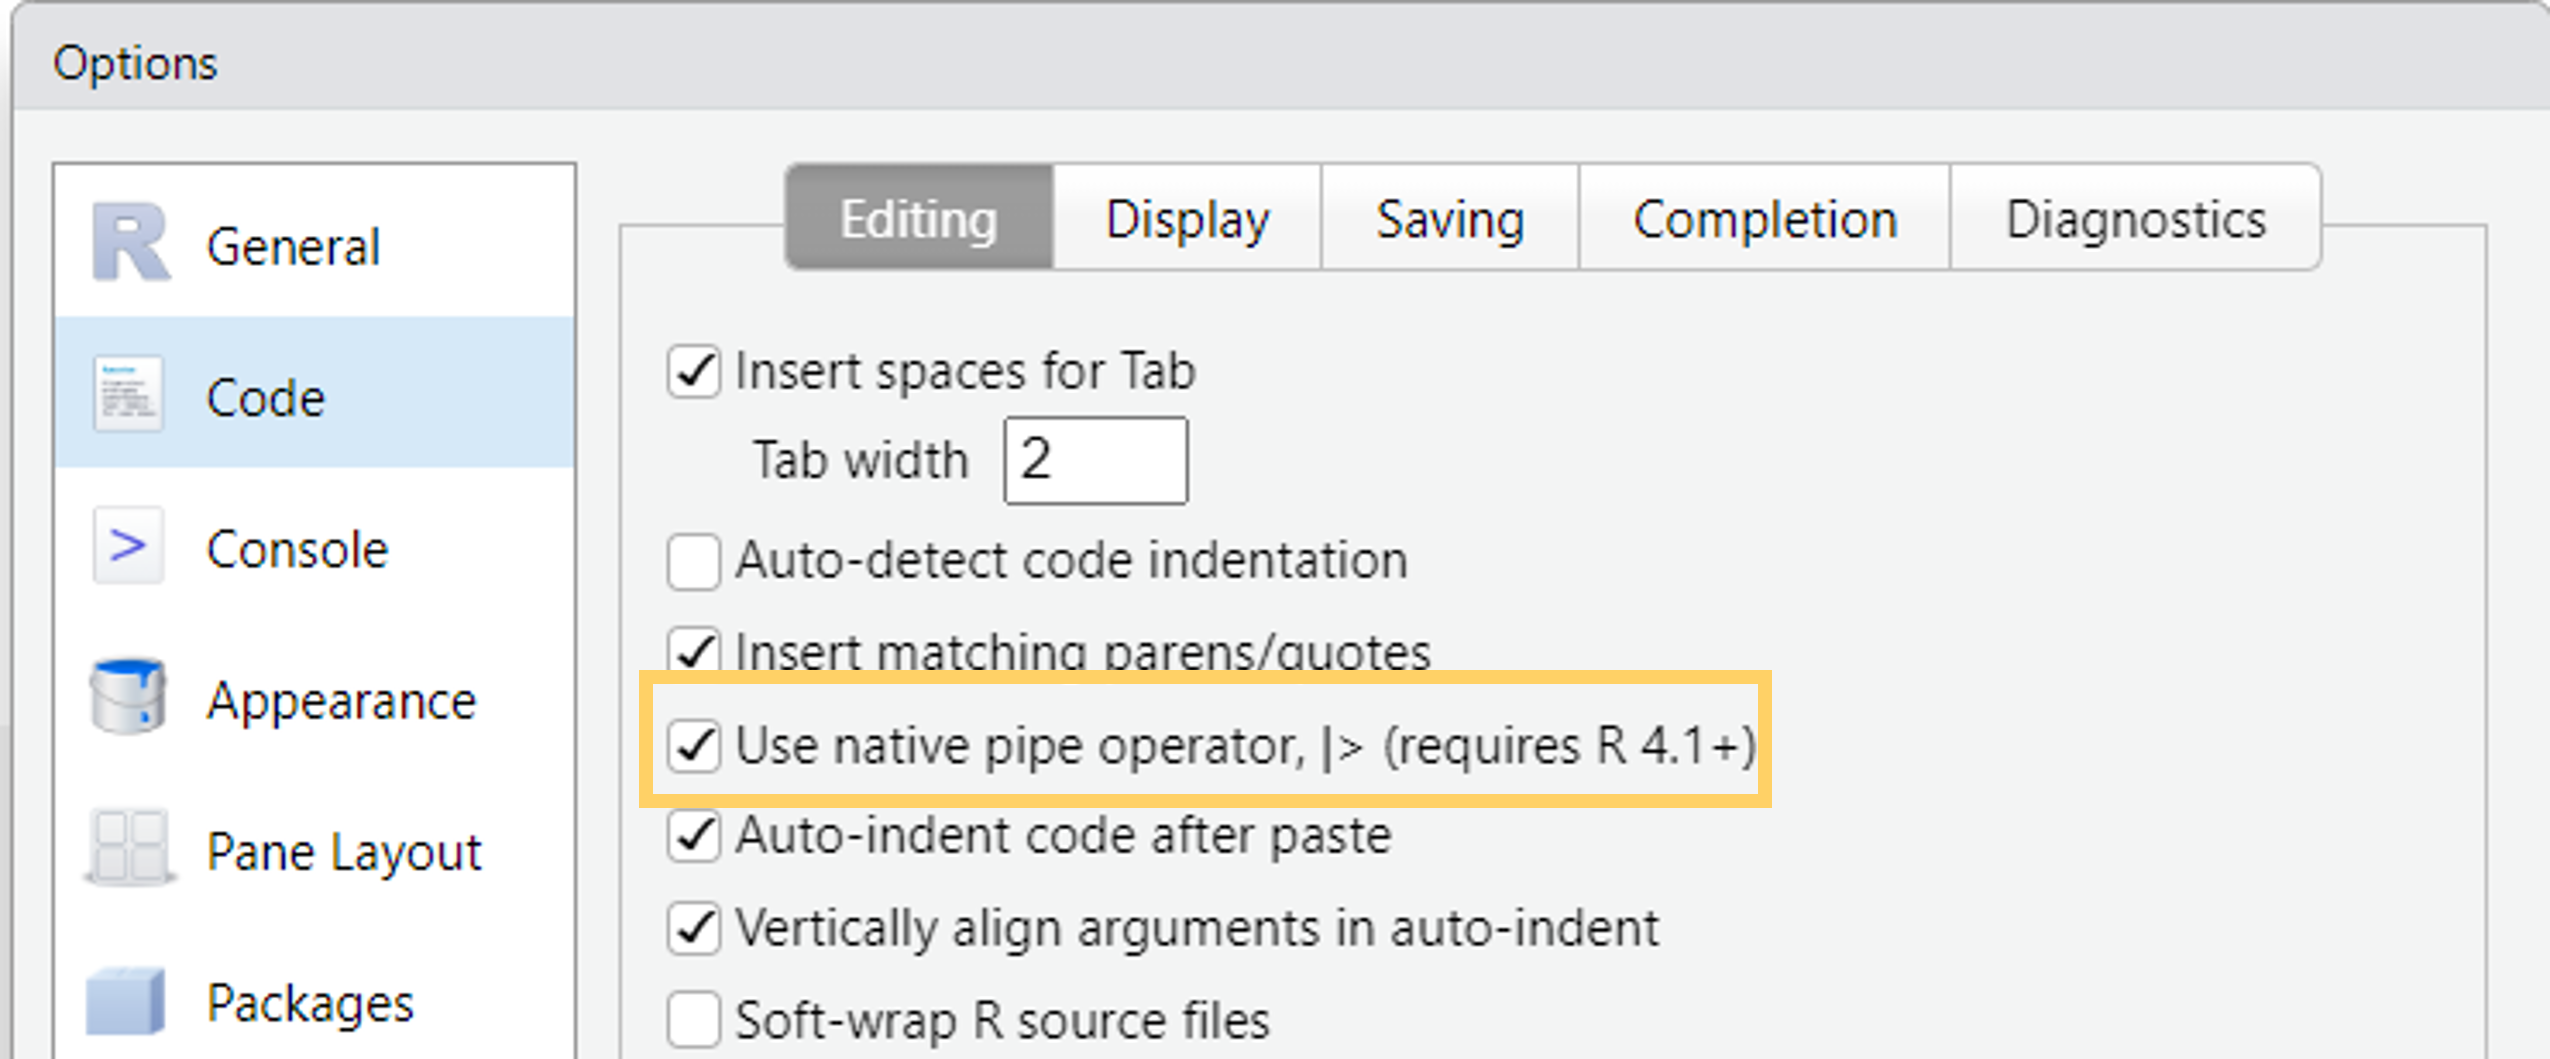 Options
General
Code
Console
Appearance
Pane Layout
Packages
Editing
Display
Saving
Completion
Diagnostics
Insert spaces for Tab
Tab width 2
Auto-detect code indentation
Insert matching parens/quotes
Use native pipe operator, |> (requires R 4.1+)
Auto-indent code after paste
Vertically align arguments in auto-indent
Soft-wrap R source files